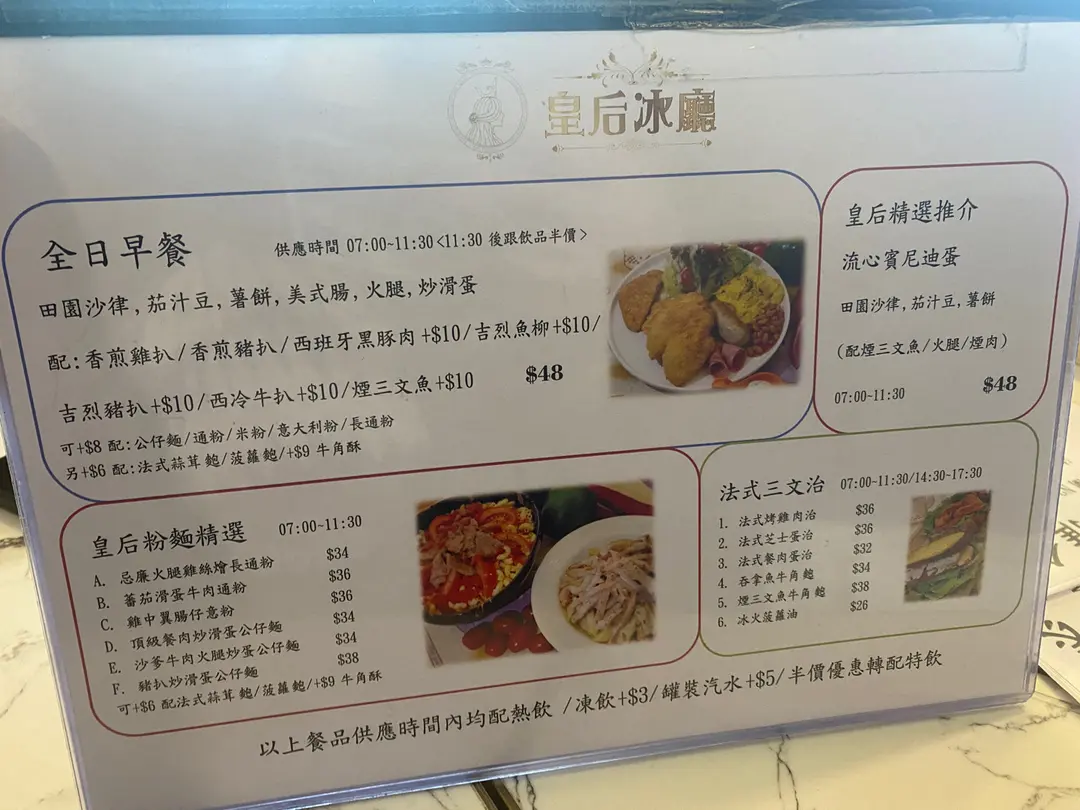 皇后冰廳
全日早餐 供應時間 07:00~11:30<11:30 後跟飲品半價>
田園沙律, 茄汁豆, 薯餅, 美式腸, 火腿, 炒滑蛋
配: 香煎雞扒/香煎豬扒/西班牙黑豚肉+$10/吉烈魚柳+$10/
吉烈豬扒+$10/西冷牛扒+$10/煙三文魚+$10 $48
可+$8 配:公仔麵/通粉/米粉/意大利粉/長通粉
另+$6 配:法式蒜茸飽/菠蘿飽/+$9 牛角酥
皇后精選推介
流心賓尼迪蛋
田園沙律, 茄汁豆, 薯餅
(配煙三文魚/火腿/煙肉)
07:00~11:30 $48
皇后粉麵精選 07:00~11:30
A. 忌廉火腿雞絲燴長通粉 $34
B. 蕃茄滑蛋牛肉通粉 $36
C. 雞中翼腸仔意粉 $36
D. 頂級餐肉炒滑蛋公仔麵 $34
E. 沙爹牛肉火腿炒蛋公仔麵 $34
F. 豬扒炒滑蛋公仔麵 $38
可+$6 配法式蒜茸飽/菠蘿飽/+$9 牛角酥
法式三文治 07:00~11:30/14:30~17:30
1. 法式烤雞肉治 $36
2. 法式芝士蛋治 $36
3. 法式餐肉蛋治 $32
4. 吞拿魚牛角飽 $34
5. 煙三文魚牛角飽 $38
6. 冰火菠蘿油 $26
以上餐品供應時間內均配熱飲 /凍飲+$3/罐裝汽水+$5/半價優惠轉配特飲